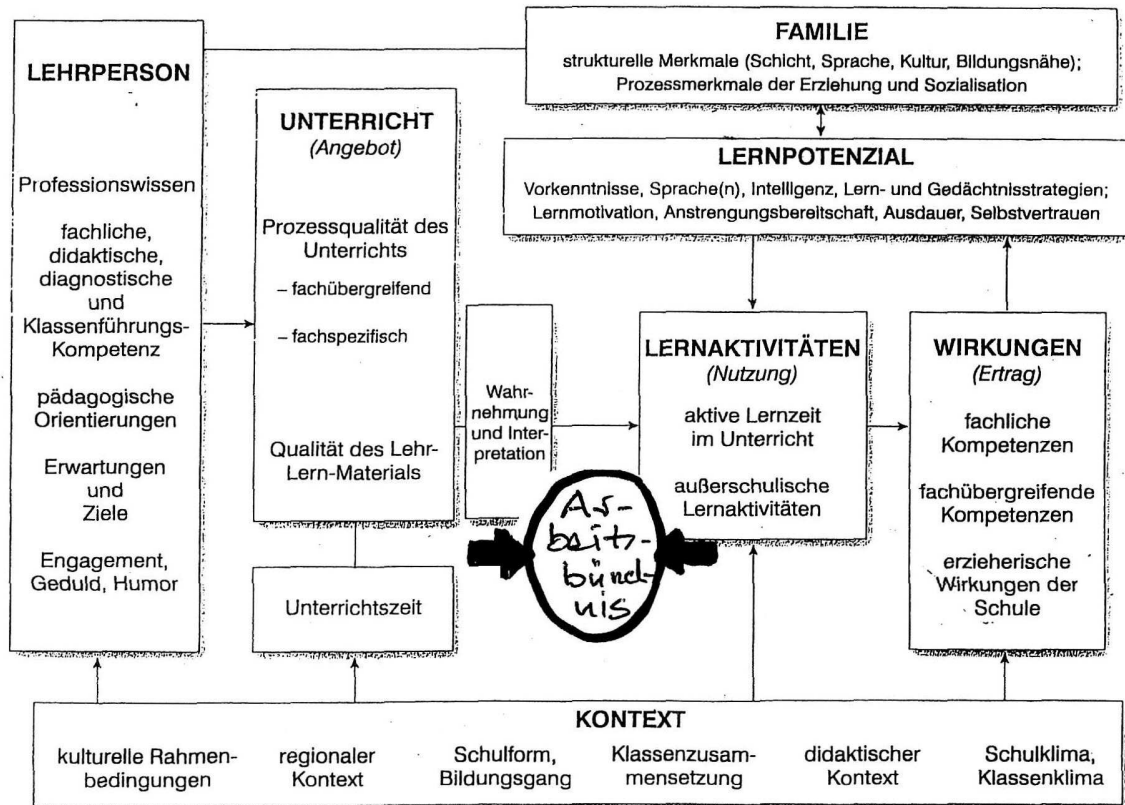 LEHRPERSON
Professionswissen
fachliche,
didaktische,
diagnostische
und
Klassenführungs-
Kompetenz
pädagogische
Orientierungen
Erwartungen
und
Ziele
Engagement,
Geduld, Humor
UNTERRICHT
(Angebot)
Prozessqualität des
Unterrichts
– fachübergreifend
– fachspezifisch
Qualität des Lehr-
Lern-Materials
Unterrichtszeit
FAMILIE
strukturelle Merkmale (Schicht, Sprache, Kultur, Bildungsnähe);
Prozessmerkmale der Erziehung und Sozialisation
LERNPOTENZIAL
Vorkenntnisse, Sprache(n), Intelligenz, Lern- und Gedächtnisstrategien;
Lernmotivation, Anstrengungsbereitschaft, Ausdauer, Selbstvertrauen
Wahr-
nehmung
und Inter-
pretation
Ar-
beits-
bünd-
nis
LERNAKTIVITÄTEN
(Nutzung)
aktive Lernzeit
im Unterricht
außerschulische
Lernaktivitäten
WIRKUNGEN
(Ertrag)
fachliche
Kompetenzen
fachübergreifende
Kompetenzen
erzieherische
Wirkungen der
Schule
KONTEXT
kulturelle Rahmen-
bedingungen
regionaler
Kontext
Schulform,
Bildungsgang
Klassenzusam-
mensetzung
didaktischer
Kontext
Schulklima,
Klassenklima